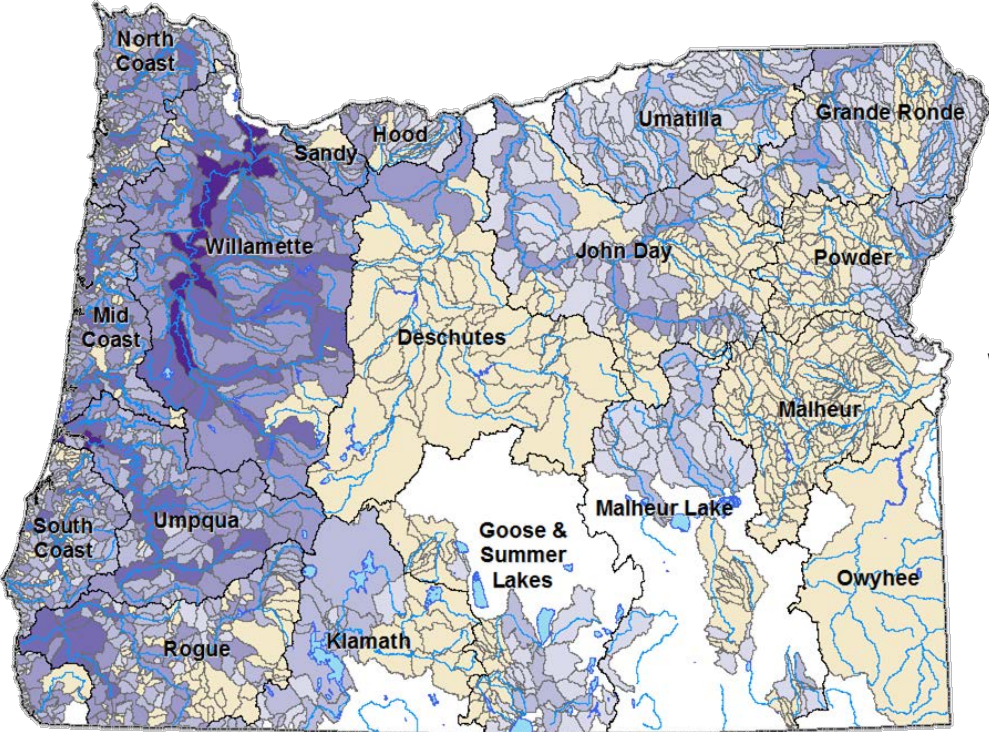 North
Coast
Sandy
Hood
Umatilla
Grande Ronde
Willamette
John Day
Powder
Mid
Coast
Deschutes
Malheur
South
Coast
Umpqua
Goose &
Summer
Lakes
Malheur Lake
Owyhee
Rogue
Klamath